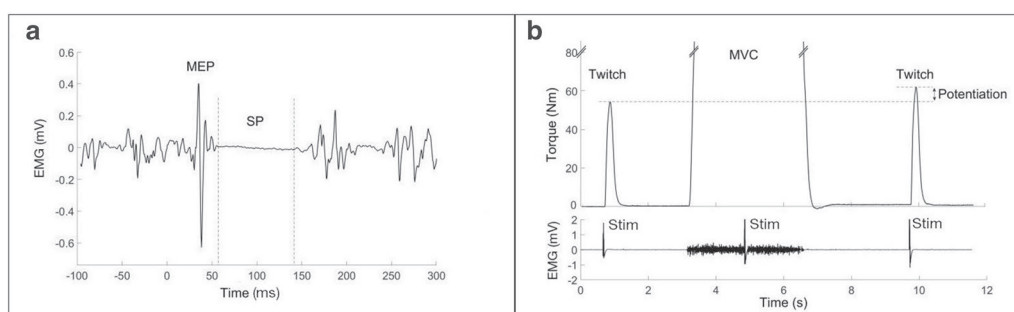 a
0.6
0.4
0.2
0
-0.2
-0.4
-0.6
EMG (mV)
MEP
SP
-100
-50
0
50
100
150
200
250
300
Time (ms)
b
80
60
40
20
0
Torque (Nm)
Twitch
MVC
Twitch
Potentiation
2
1
0
-1
-2
EMG (mV)
Stim
Stim
Stim
0
2
4
6
8
10
12
Time (s)